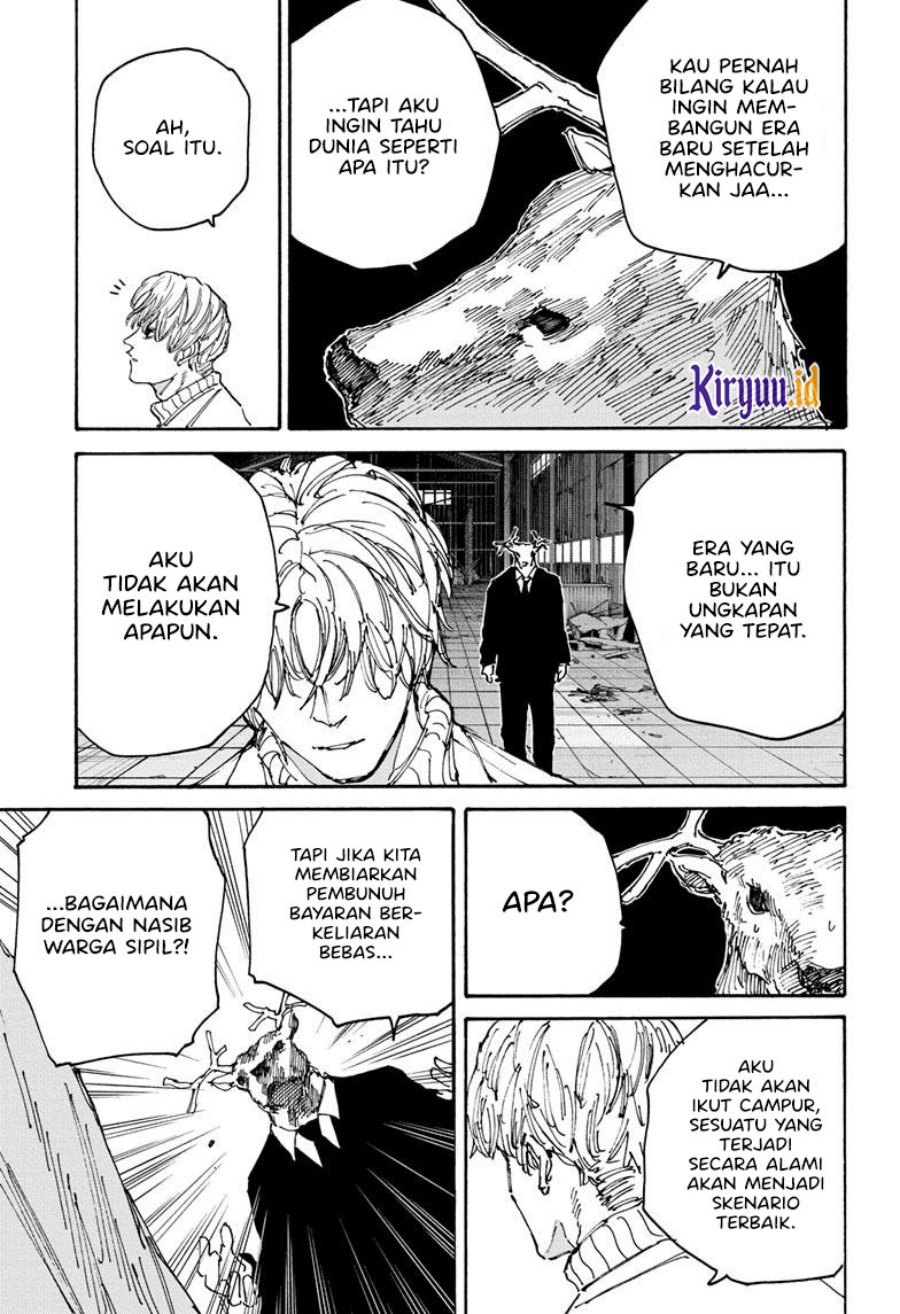 KAU PERNAH
BILANG KALAU
INGIN MEM-
BANGUN ERA
BARU SETELAH
MENGHACUR-
KAN JAA...
...TAPI AKU
INGIN TAHU
DUNIA SEPERTI
APA ITU?
AH,
SOAL ITU.
Kiryuu.id
ERA YANG
BARU... ITU
BUKAN
UNGKAPAN
YANG TEPAT.
AKU
TIDAK AKAN
MELAKUKAN
APAPUN.
APA?
AKU
TIDAK AKAN
IKUT CAMPUR,
SESUATU YANG
TERJADI
SECARA ALAMI
AKAN MENJADI
SKENARIO
TERBAIK.
TAPI JIKA KITA
MEMBIARKAN
PEMBUNUH
BAYARAN BER-
KELIARAN
BEBAS...
...BAGAIMANA
DENGAN NASIB
WARGA SIPIL?!